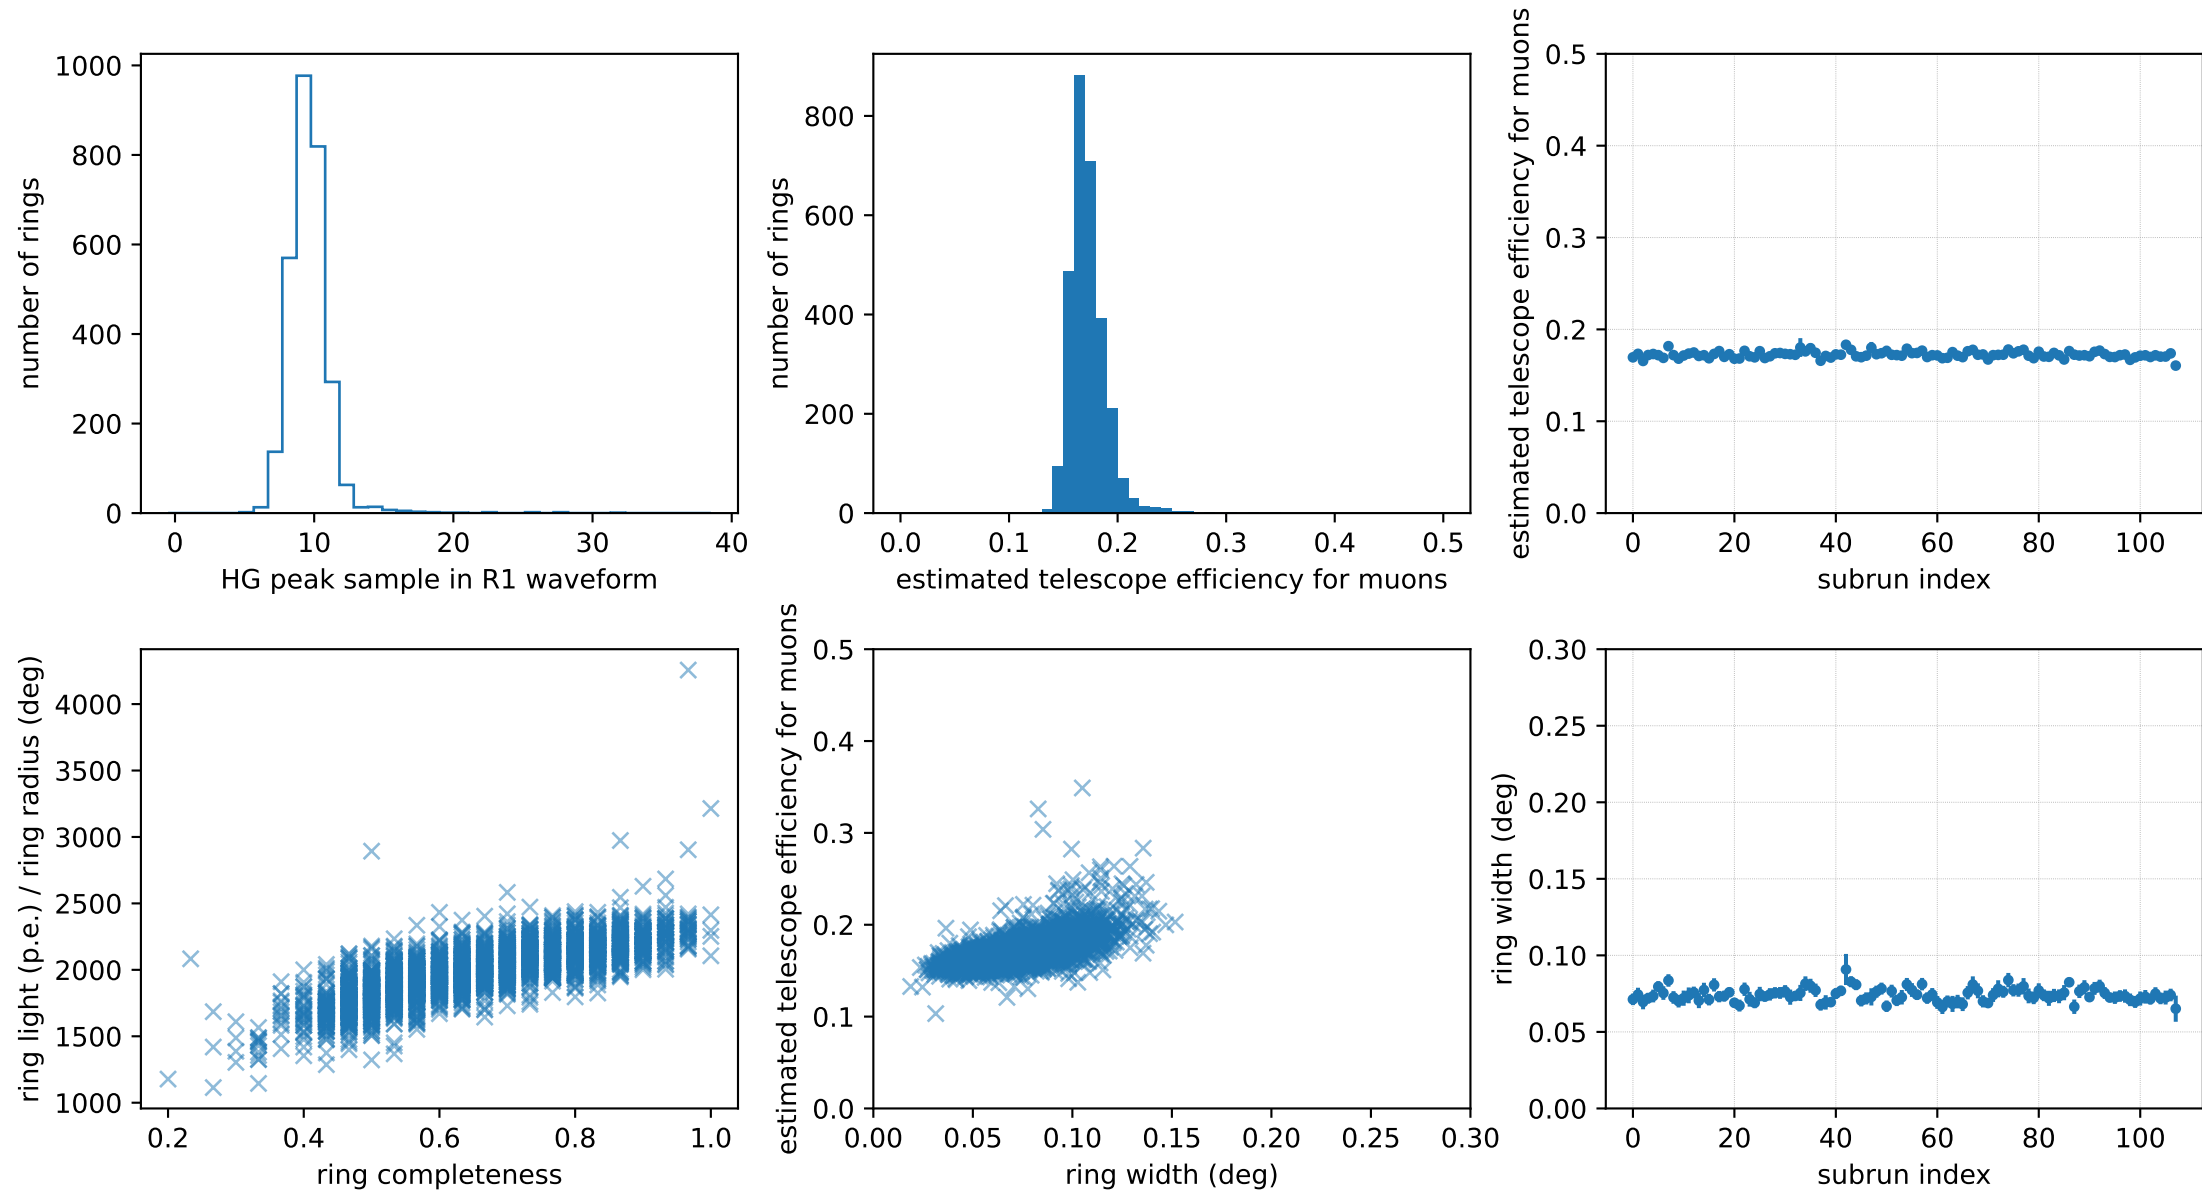 number of rings
1000
800
600
400
200
0
0 10 20 30 40
HG peak sample in R1 waveform
number of rings
800
600
400
200
0
0.0 0.1 0.2 0.3 0.4 0.5
estimated telescope efficiency for muons
estimated telescope efficiency for muons
0.5
0.4
0.3
0.2
0.1
0.0
0 20 40 60 80 100
subrun index
ring light (p.e.) / ring radius (deg)
4000
3500
3000
2500
2000
1500
1000
0.2 0.4 0.6 0.8 1.0
ring completeness
estimated telescope efficiency for muons
0.5
0.4
0.3
0.2
0.1
0.0
0.00 0.05 0.10 0.15 0.20 0.25 0.30
ring width (deg)
ring width (deg)
0.30
0.25
0.20
0.15
0.10
0.05
0.00
0 20 40 60 80 100
subrun index